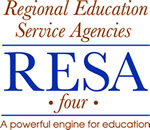 Regional Education
Service Agencies
RESA
• four •
A powerful engine for education